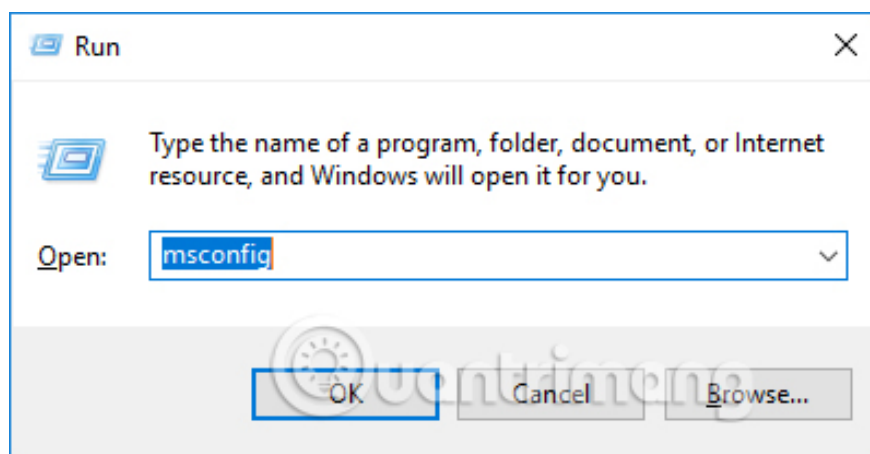 Run
Type the name of a program, folder, document, or Internet
resource, and Windows will open it for you.
Open: msconfig
Quantrimang
OK Cancel Browse...